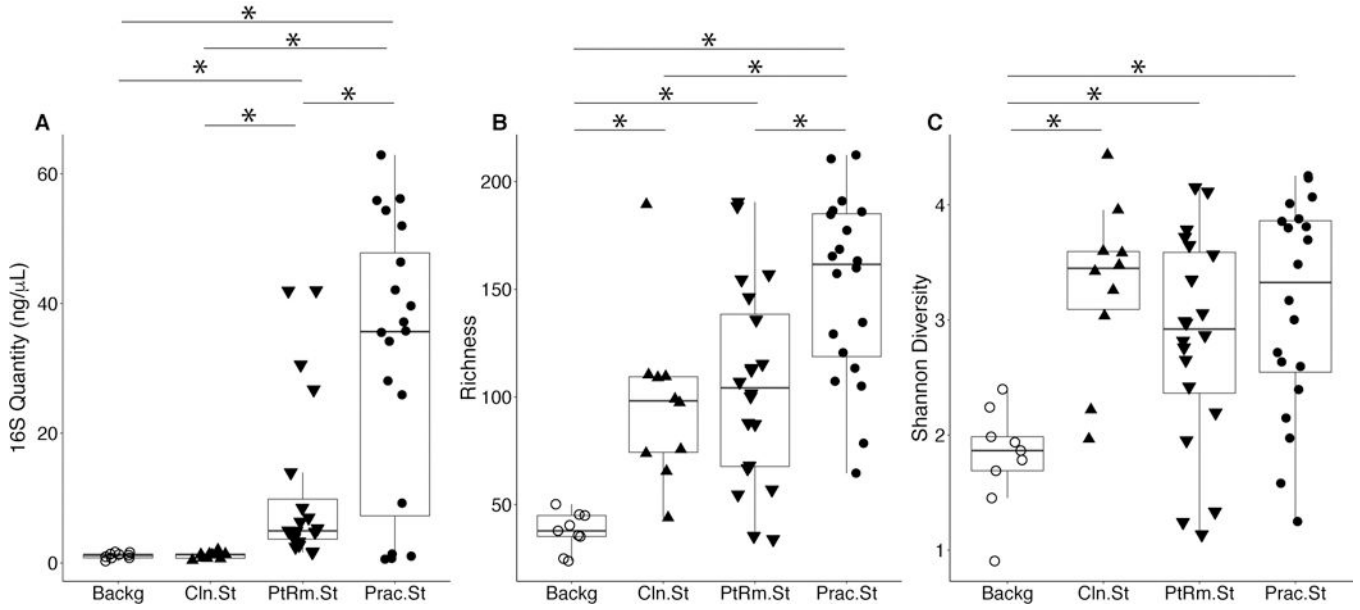 * * *
* * *
* * *
* * * * *
A B C
16S Quantity (ng/μL)
60
40
20
0
Backg Cln.St PtRm.St Prac.St
Richness
200
150
100
50
Backg Cln.St PtRm.St Prac.St
Shannon Diversity
4
3
2
1
Backg Cln.St PtRm.St Prac.St